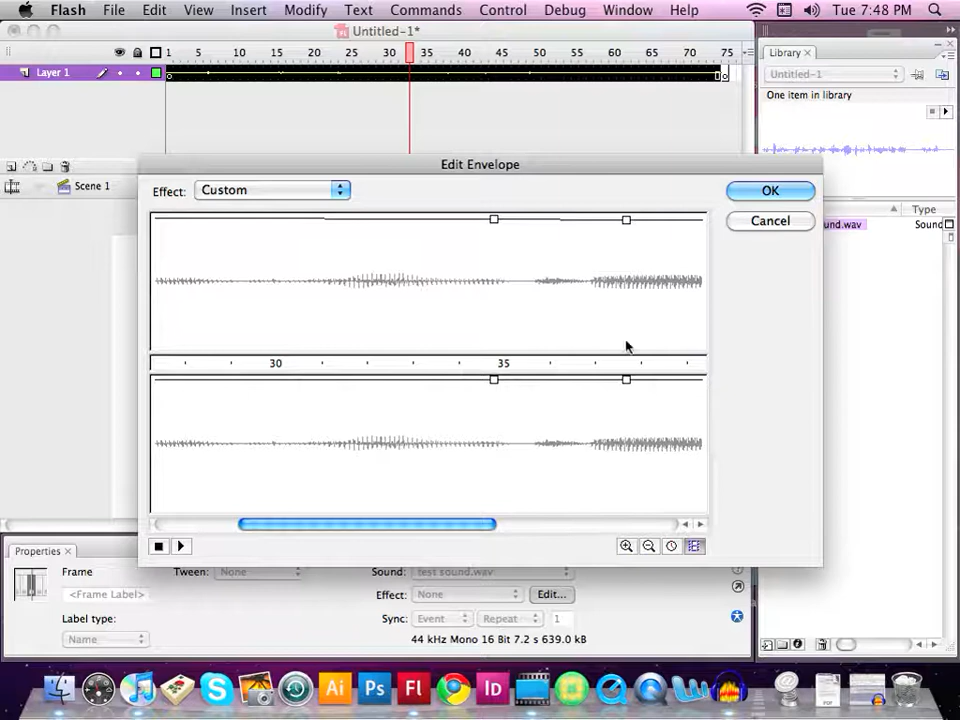 Flash File Edit View Insert Modify Text Commands Control Debug Window Help Tue 7:48 PM
Untitled-1*
1 5 10 15 20 25 30 35 40 45 50 55 60 65 70 75
Layer 1
Library
Untitled-1
One item in library
Scene 1
Edit Envelope
Effect: Custom
OK
Cancel
Type
und.wav Sound
30 35
Properties
Frame Tween: None Sound: test sound.wav
<Frame Label> Effect: None Edit...
Label type: Sync: Event Repeat 1
Name 44 kHz Mono 16 Bit 7.2 s 639.0 kB
Ai Ps Fl Id